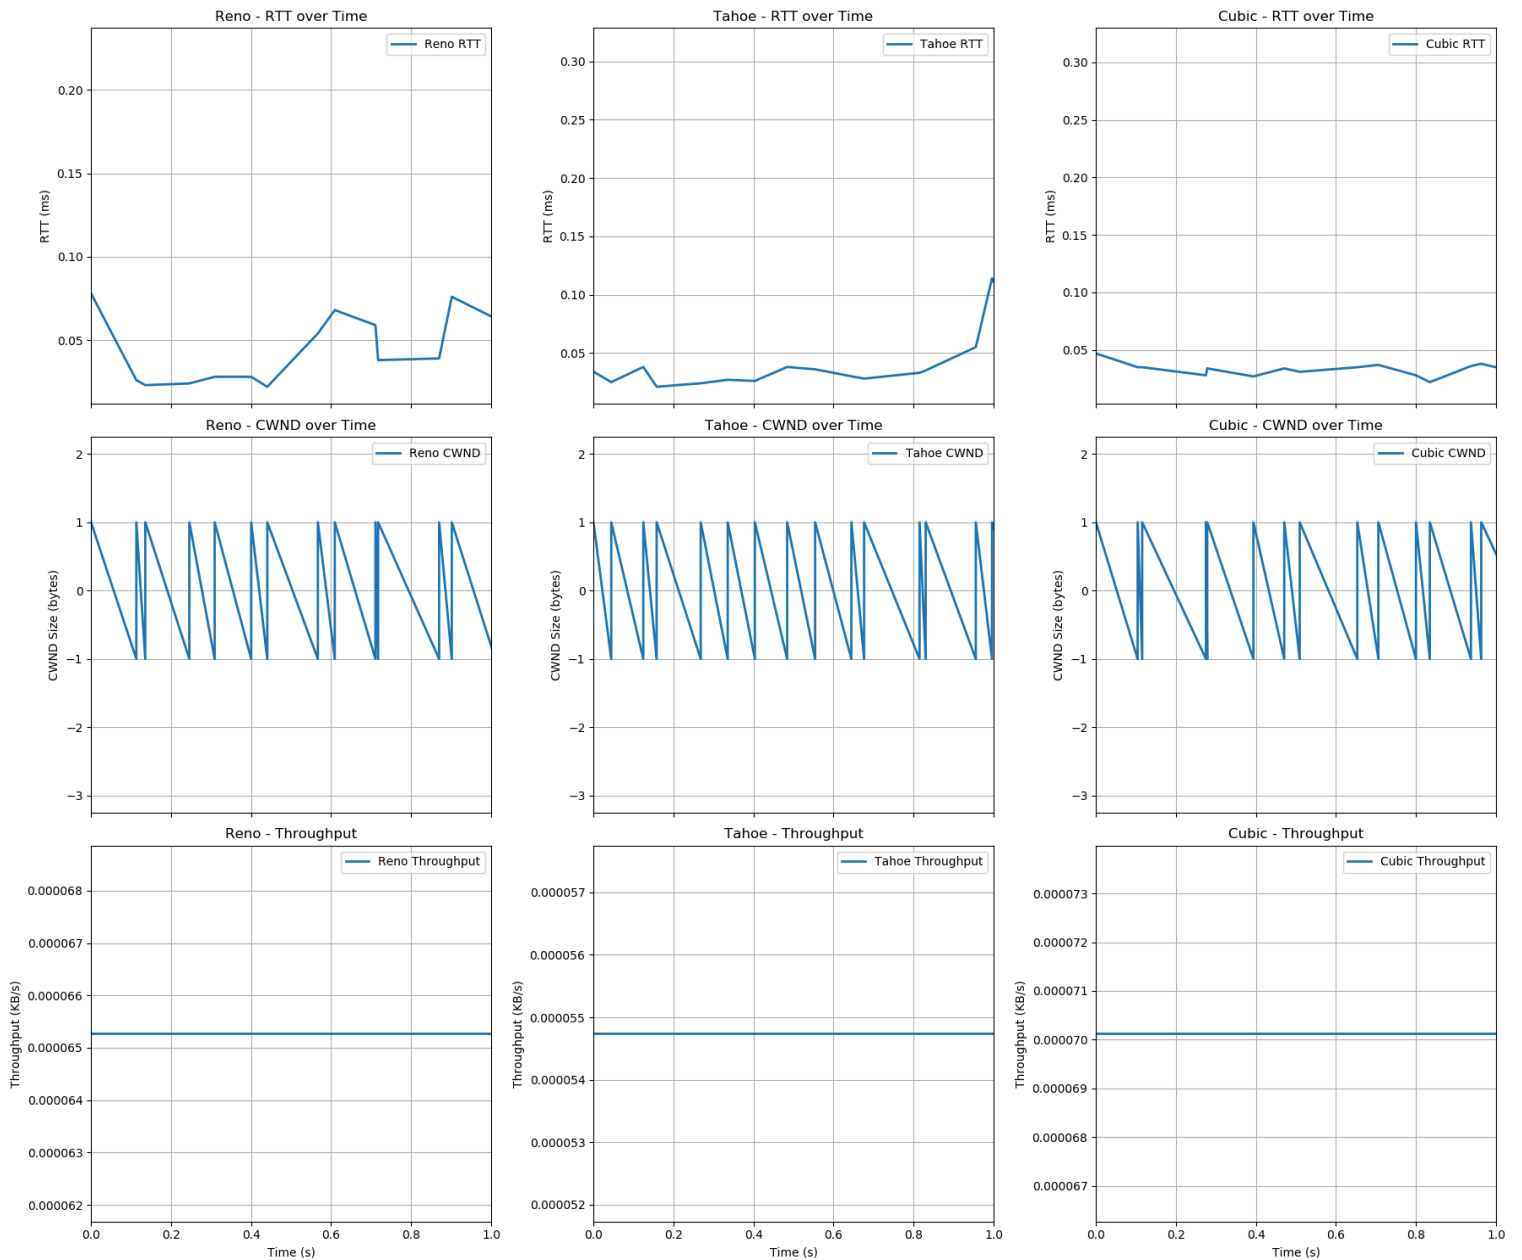 Reno - RTT over Time
Reno RTT
RTT (ms)
0.20
0.15
0.10
0.05
Tahoe - RTT over Time
Tahoe RTT
RTT (ms)
0.30
0.25
0.20
0.15
0.10
0.05
Cubic - RTT over Time
Cubic RTT
RTT (ms)
0.30
0.25
0.20
0.15
0.10
0.05
Reno - CWND over Time
Reno CWND
CWND Size (bytes)
2
1
0
−1
−2
−3
Tahoe - CWND over Time
Tahoe CWND
CWND Size (bytes)
2
1
0
−1
−2
−3
Cubic - CWND over Time
Cubic CWND
CWND Size (bytes)
2
1
0
−1
−2
−3
Reno - Throughput
Reno Throughput
Throughput (KB/s)
0.000068
0.000067
0.000066
0.000065
0.000064
0.000063
0.000062
0.0 0.2 0.4 0.6 0.8 1.0
Time (s)
Tahoe - Throughput
Tahoe Throughput
Throughput (KB/s)
0.000057
0.000056
0.000055
0.000054
0.000053
0.000052
0.0 0.2 0.4 0.6 0.8 1.0
Time (s)
Cubic - Throughput
Cubic Throughput
Throughput (KB/s)
0.000073
0.000072
0.000071
0.000070
0.000069
0.000068
0.000067
0.0 0.2 0.4 0.6 0.8 1.0
Time (s)